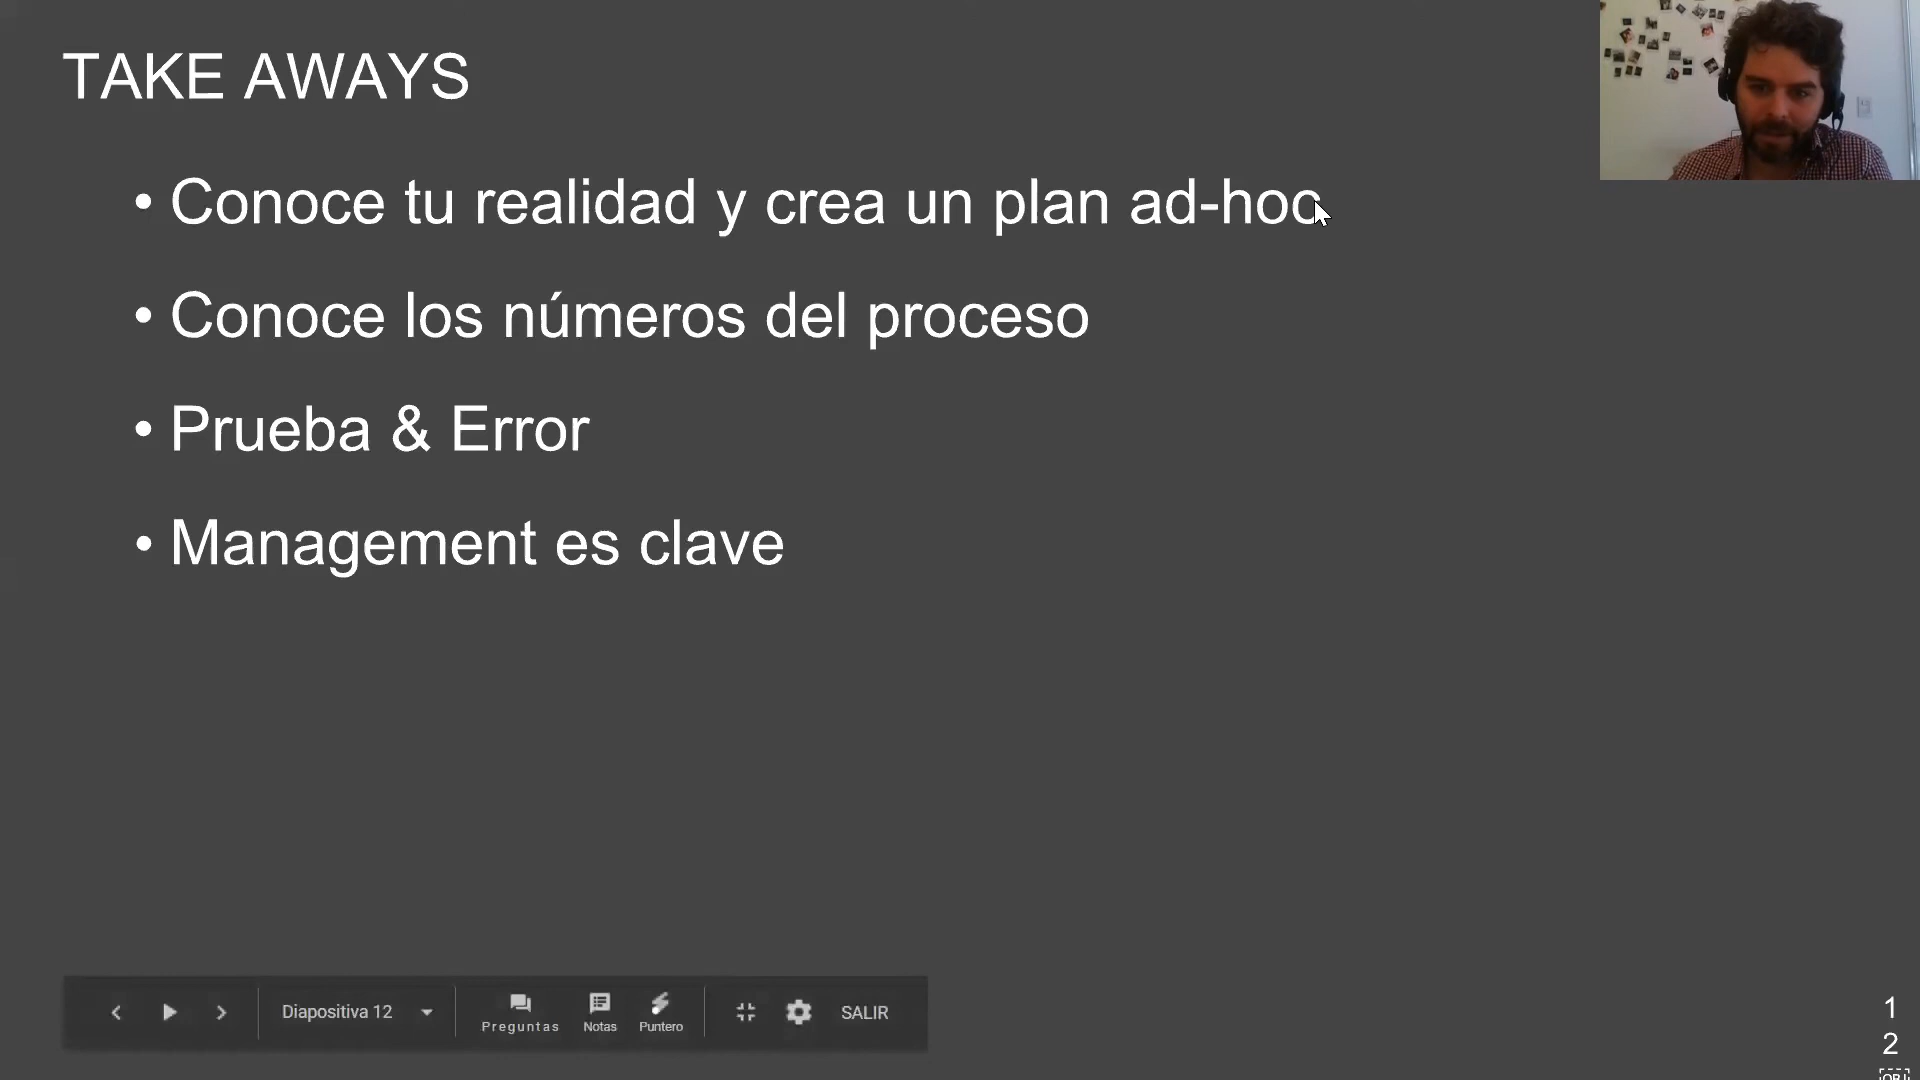 TAKE AWAYS
• Conoce tu realidad y crea un plan ad-hoc
• Conoce los números del proceso
• Prueba & Error
• Management es clave
Diapositiva 12
Preguntas
Notas
Puntero
SALIR
1
2
OBJ